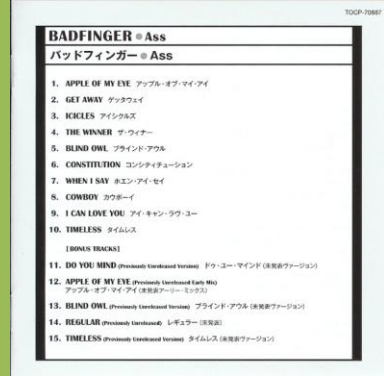 TOCP-70887
BADFINGER ● Ass
バッドフィンガー ● Ass
1. APPLE OF MY EYE アップル・オブ・マイ・アイ
2. GET AWAY ゲッタウェイ
3. ICICLES アイシクルズ
4. THE WINNER ザ・ウィナー
5. BLIND OWL ブラインド・アウル
6. CONSTITUTION コンシティチューション
7. WHEN I SAY ホエン・アイ・セイ
8. COWBOY カウボーイ
9. I CAN LOVE YOU アイ・キャン・ラヴ・ユー
10. TIMELESS タイムレス
[BONUS TRACKS]
11. DO YOU MIND (Previously Unreleased Version) ドゥ・ユー・マインド (未発表ヴァージョン)
12. APPLE OF MY EYE (Previously Unreleased Early Mix)
アップル・オブ・マイ・アイ (未発表アーリー・ミックス)
13. BLIND OWL (Previously Unreleased Version) ブラインド・アウル (未発表ヴァージョン)
14. REGULAR (Previously Unreleased) レギュラー (未発表)
15. TIMELESS (Previously Unreleased Version) タイムレス (未発表ヴァージョン)